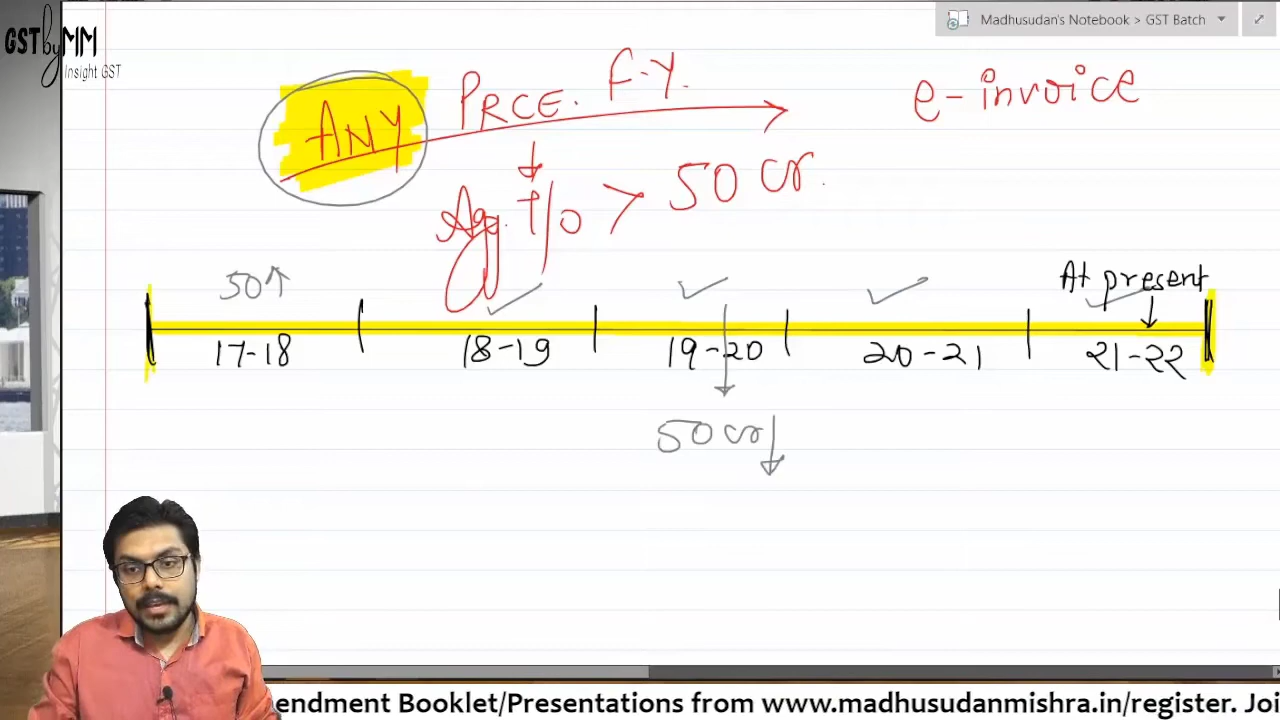 GST by MM
Insight GST
Madhusudan's Notebook > GST Batch
ANY PRCE. F.Y.
e-invoice
Agg. T/O > 50 cr.
50↑
At present
17-18 18-19 19-20 20-21 21-22
50 cr↓
endment Booklet/Presentations from www.madhusudanmishra.in/register. Joi